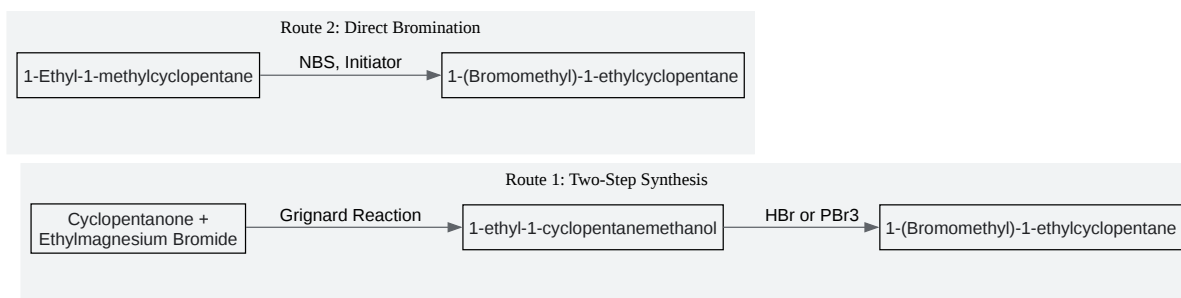 Route 2: Direct Bromination
1-Ethyl-1-methylcyclopentane
NBS, Initiator
1-(Bromomethyl)-1-ethylcyclopentane
Route 1: Two-Step Synthesis
Cyclopentanone +
Ethylmagnesium Bromide
Grignard Reaction
1-ethyl-1-cyclopentanemethanol
HBr or PBr3
1-(Bromomethyl)-1-ethylcyclopentane